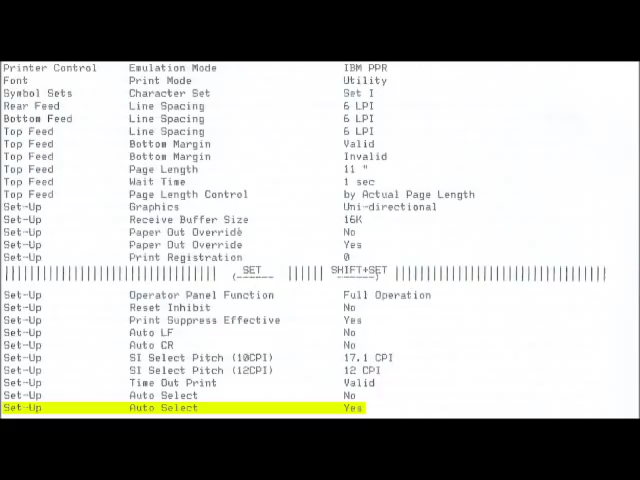 Printer Control Emulation Mode IBM PPR
Font Print Mode Utility
Symbol Sets Character Set Set I
Rear Feed Line Spacing 6 LPI
Bottom Feed Line Spacing 6 LPI
Top Feed Line Spacing 6 LPI
Top Feed Bottom Margin Valid
Top Feed Bottom Margin Invalid
Top Feed Page Length 11 "
Top Feed Wait Time 1 sec
Top Feed Page Length Control by Actual Page Length
Set-Up Graphics Uni-directional
Set-Up Receive Buffer Size 16K
Set-Up Paper Out Override No
Set-Up Paper Out Override Yes
Set-Up Print Registration 0
SET SHIFT+SET
Set-Up Operator Panel Function Full Operation
Set-Up Reset Inhibit No
Set-Up Print Suppress Effective Yes
Set-Up Auto LF No
Set-Up Auto CR No
Set-Up SI Select Pitch (10CPI) 17.1 CPI
Set-Up SI Select Pitch (12CPI) 12 CPI
Set-Up Time Out Print Valid
Set-Up Auto Select No
Set-Up Auto Select Yes